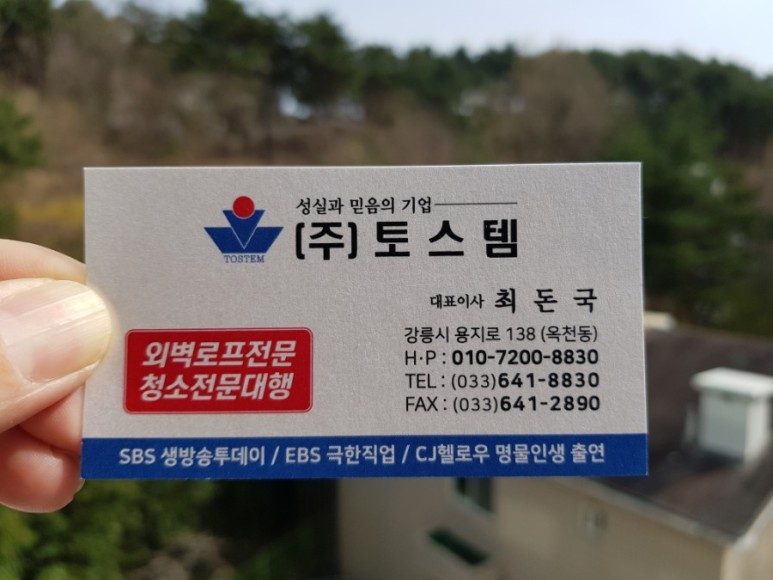 성실과 믿음의 기업
(주)토스템
TOSTEM
대표이사 최돈국
강릉시 용지로 138 (옥천동)
H·P : 010-7200-8830
TEL : (033)641-8830
FAX : (033)641-2890
외벽로프전문
청소전문대행
SBS 생방송투데이 / EBS 극한직업 / CJ헬로우 명물인생 출연